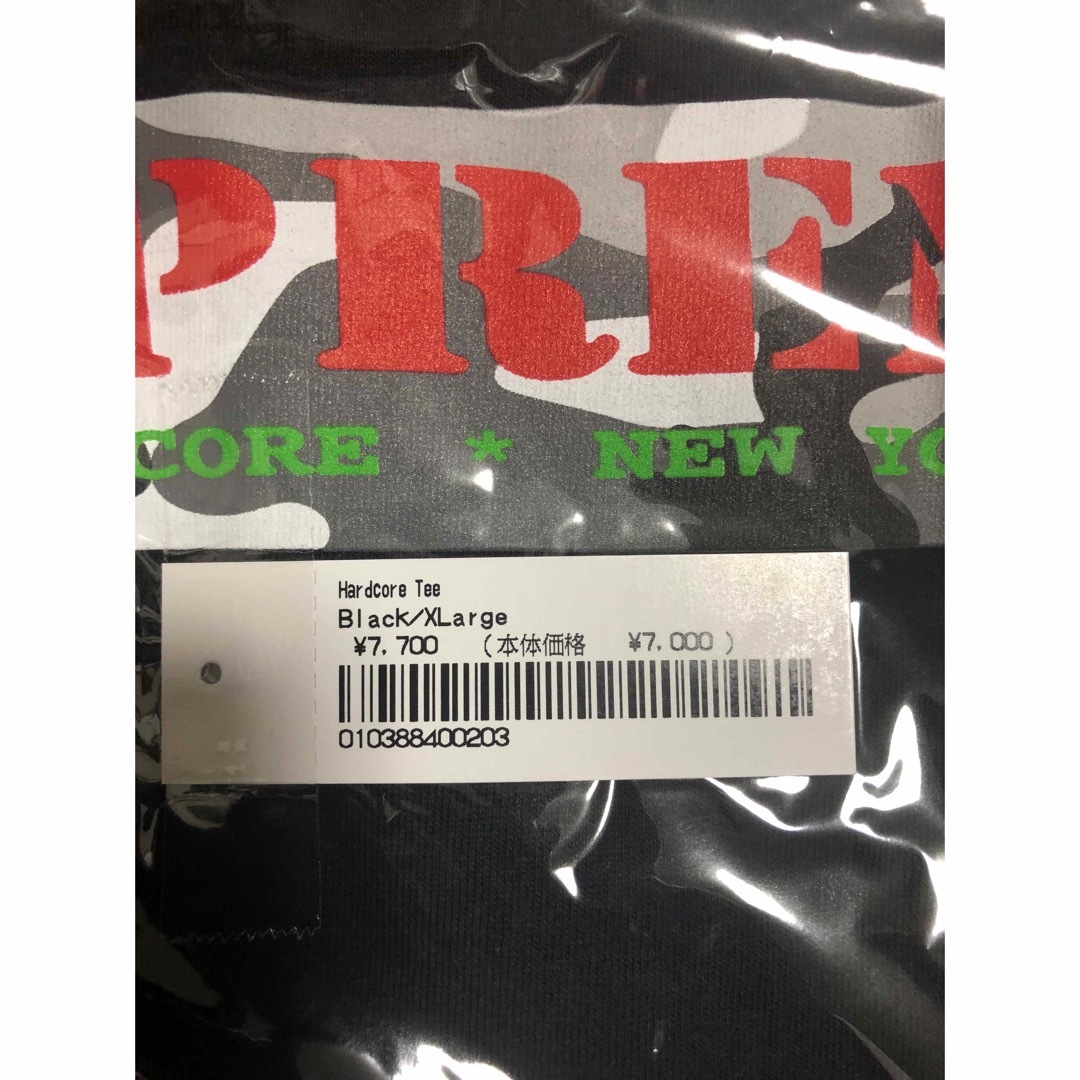 PREM
CORE * NEW YO
Hardcore Tee
Black/XLarge
¥7,700 (本体価格 ¥7,000 )
010388400203